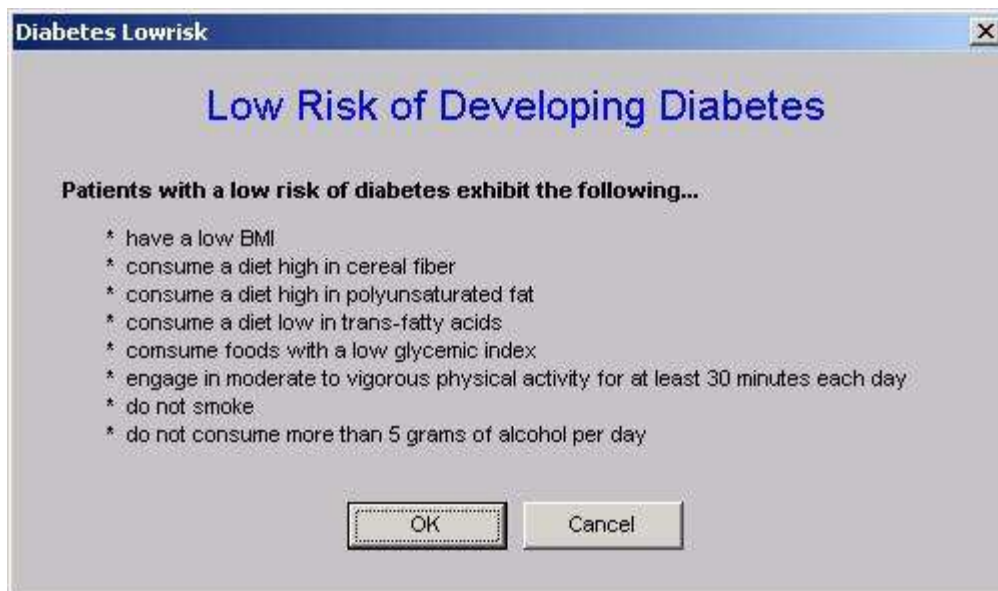 Diabetes Lowrisk
Low Risk of Developing Diabetes
Patients with a low risk of diabetes exhibit the following...
* have a low BMI
* consume a diet high in cereal fiber
* consume a diet high in polyunsaturated fat
* consume a diet low in trans-fatty acids
* comsume foods with a low glycemic index
* engage in moderate to vigorous physical activity for at least 30 minutes each day
* do not smoke
* do not consume more than 5 grams of alcohol per day
OK Cancel